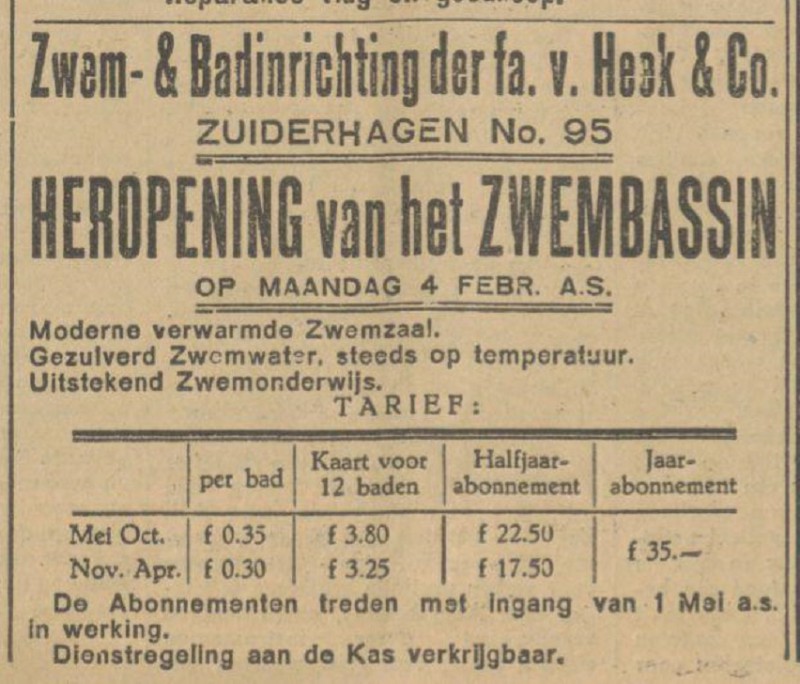 Zwem- & Badinrichting der fa. v. Heek & Co.
ZUIDERHAGEN No. 95
HEROPENING van het ZWEMBASSIN
OP MAANDAG 4 FEBR. A.S.
Moderne verwarmde Zwemzaal.
Gezuiverd Zwemwater, steeds op temperatuur.
Uitstekend Zwemonderwijs.
TARIEF:
per bad Kaart voor 12 baden Halfjaar-abonnement Jaar-abonnement
Mei Oct. f 0.35 f 3.80 f 22.50 f 35.—
Nov. Apr. f 0.30 f 3.25 f 17.50
De Abonnementen treden met ingang van 1 Mei a.s.
in werking.
Dienstregeling aan de Kas verkrijgbaar.